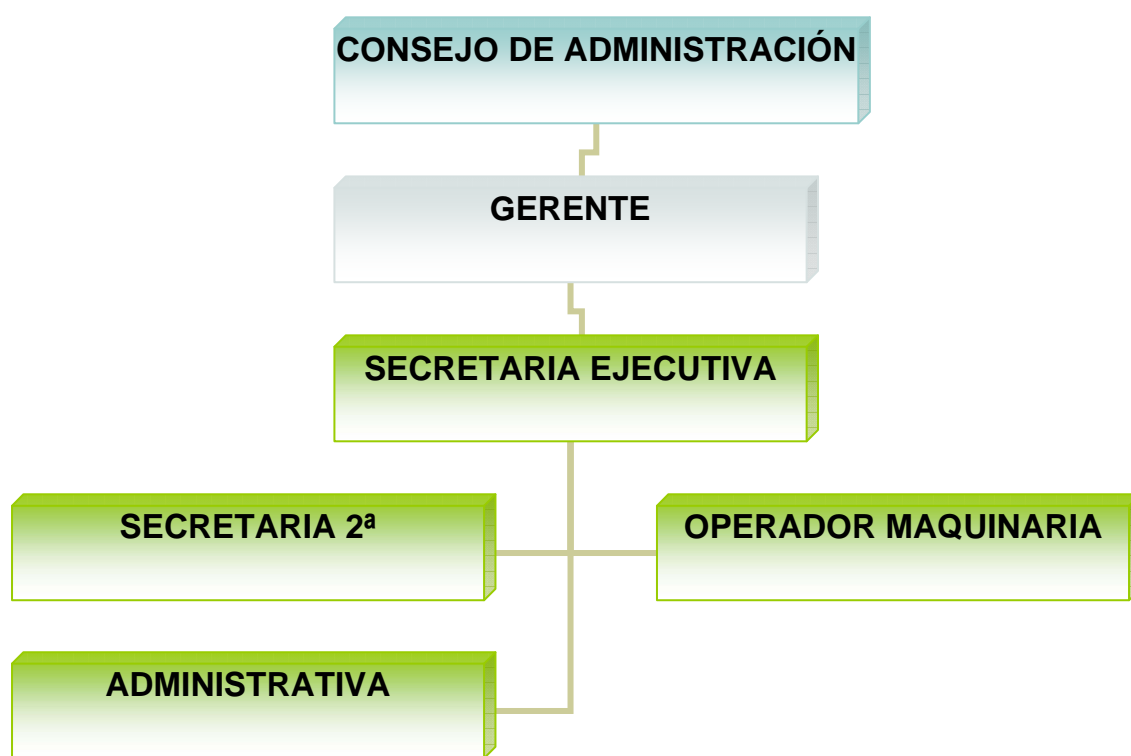 CONSEJO DE ADMINISTRACIÓN
GERENTE
SECRETARIA EJECUTIVA
SECRETARIA 2ª
OPERADOR MAQUINARIA
ADMINISTRATIVA